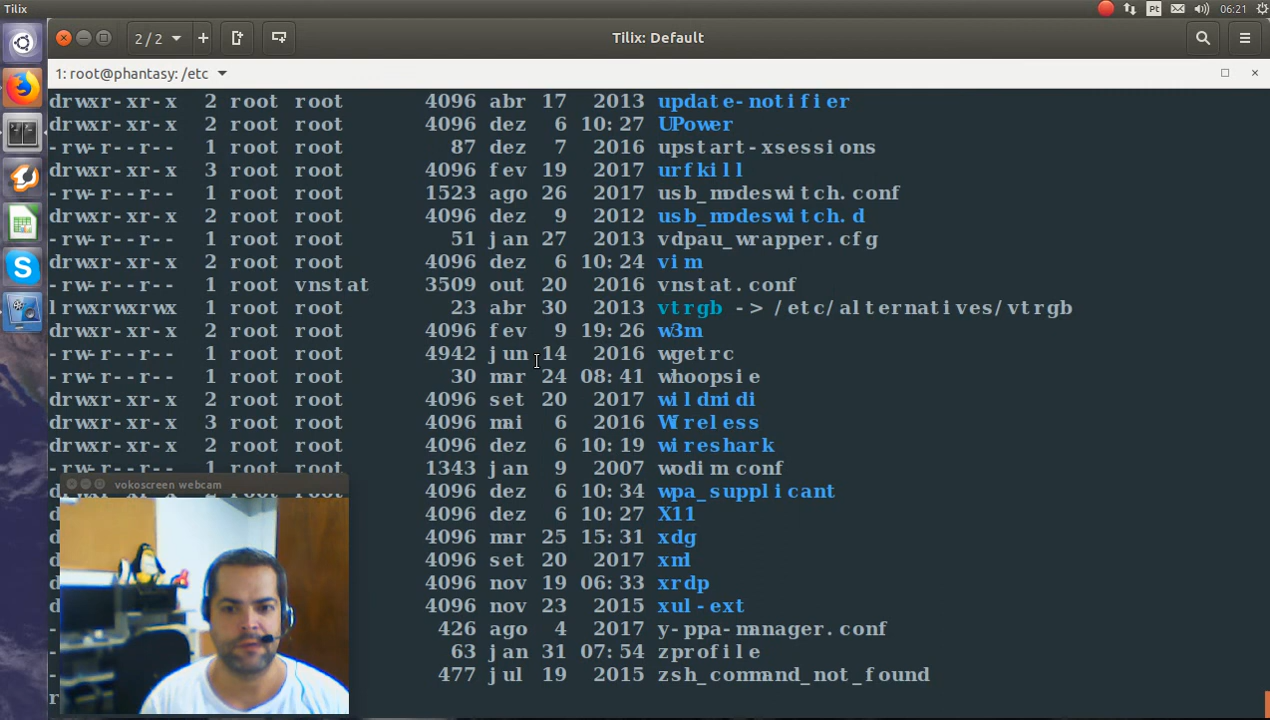 Tilix
Pt
06:21
2/2
Tilix: Default
1: root@phantasy: /etc
drwxr-xr-x 2 root root 4096 abr 17 2013 update-notifier
drwxr-xr-x 2 root root 4096 dez 6 10:27 UPower
-rw-r--r-- 1 root root 87 dez 7 2016 upstart-xsessions
drwxr-xr-x 3 root root 4096 fev 19 2017 urfkill
-rw-r--r-- 1 root root 1523 ago 26 2017 usb_modeswitch.conf
drwxr-xr-x 2 root root 4096 dez 9 2012 usb_modeswitch.d
-rw-r--r-- 1 root root 51 jan 27 2013 vdpau_wrapper.cfg
drwxr-xr-x 2 root root 4096 dez 6 10:24 vim
-rw-r--r-- 1 root vnstat 3509 out 20 2016 vnstat.conf
lrwxrwxrwx 1 root root 23 abr 30 2013 vtrgb -> /etc/alternatives/vtrgb
drwxr-xr-x 2 root root 4096 fev 9 19:26 w3m
-rw-r--r-- 1 root root 4942 jun 14 2016 wgetrc
-rw-r--r-- 1 root root 30 mar 24 08:41 whoopsie
drwxr-xr-x 2 root root 4096 set 20 2017 wildmidi
drwxr-xr-x 3 root root 4096 mai 6 2016 Wireless
drwxr-xr-x 2 root root 4096 dez 6 10:19 wireshark
-rw-r--r-- 1 root root 1343 jan 9 2007 wodim.conf
4096 dez 6 10:34 wpa_supplicant
4096 dez 6 10:27 X11
4096 mar 25 15:31 xdg
4096 set 20 2017 xml
4096 nov 19 06:33 xrdp
4096 nov 23 2015 xul-ext
426 ago 4 2017 y-ppa-manager.conf
63 jan 31 07:54 zprofile
477 jul 19 2015 zsh_command_not_found
vokoscreen webcam